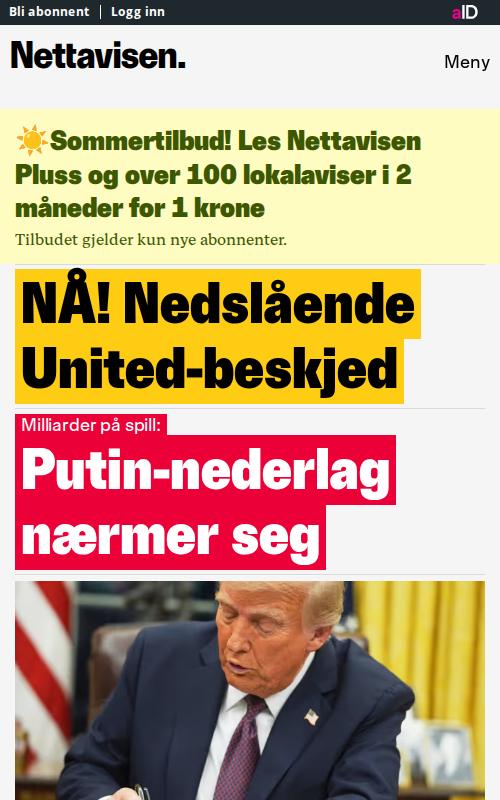 Bli abonnent
Logg inn
aID
Nettavisen.
Meny
☀️Sommertilbud! Les Nettavisen
Pluss og over 100 lokalaviser i 2
måneder for 1 krone
Tilbudet gjelder kun nye abonnenter.
NÅ! Nedslående
United-beskjed
Milliarder på spill:
Putin-nederlag
nærmer seg